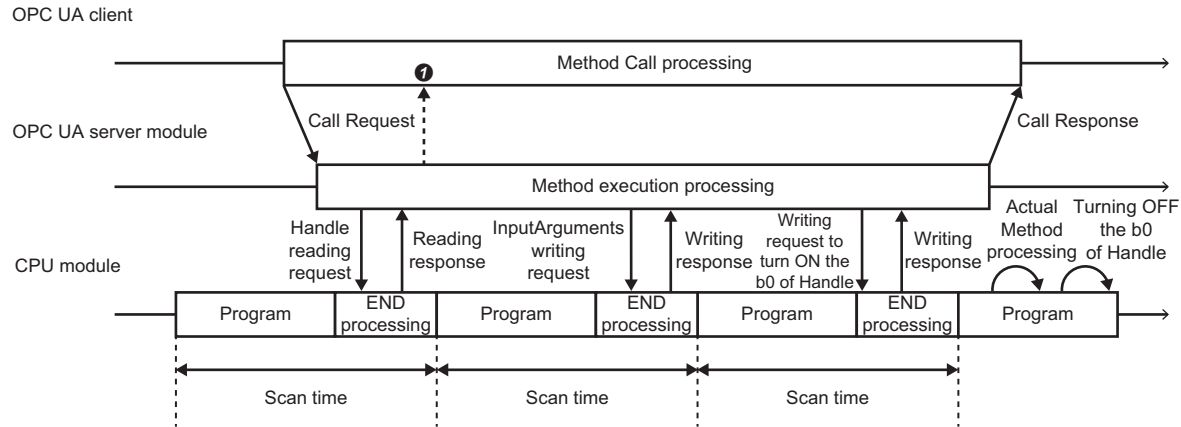 OPC UA client
Method Call processing
❶
Call Request
Call Response
OPC UA server module
Method execution processing
Handle
reading
request
Reading
response
InputArguments
writing
request
Writing
response
Writing
request to
turn ON the
b0 of Handle
Writing
response
Actual
Method
processing
Turning OFF
the b0
of Handle
CPU module
Program
END
processing
Program
END
processing
Program
END
processing
Program
Scan time
Scan time
Scan time